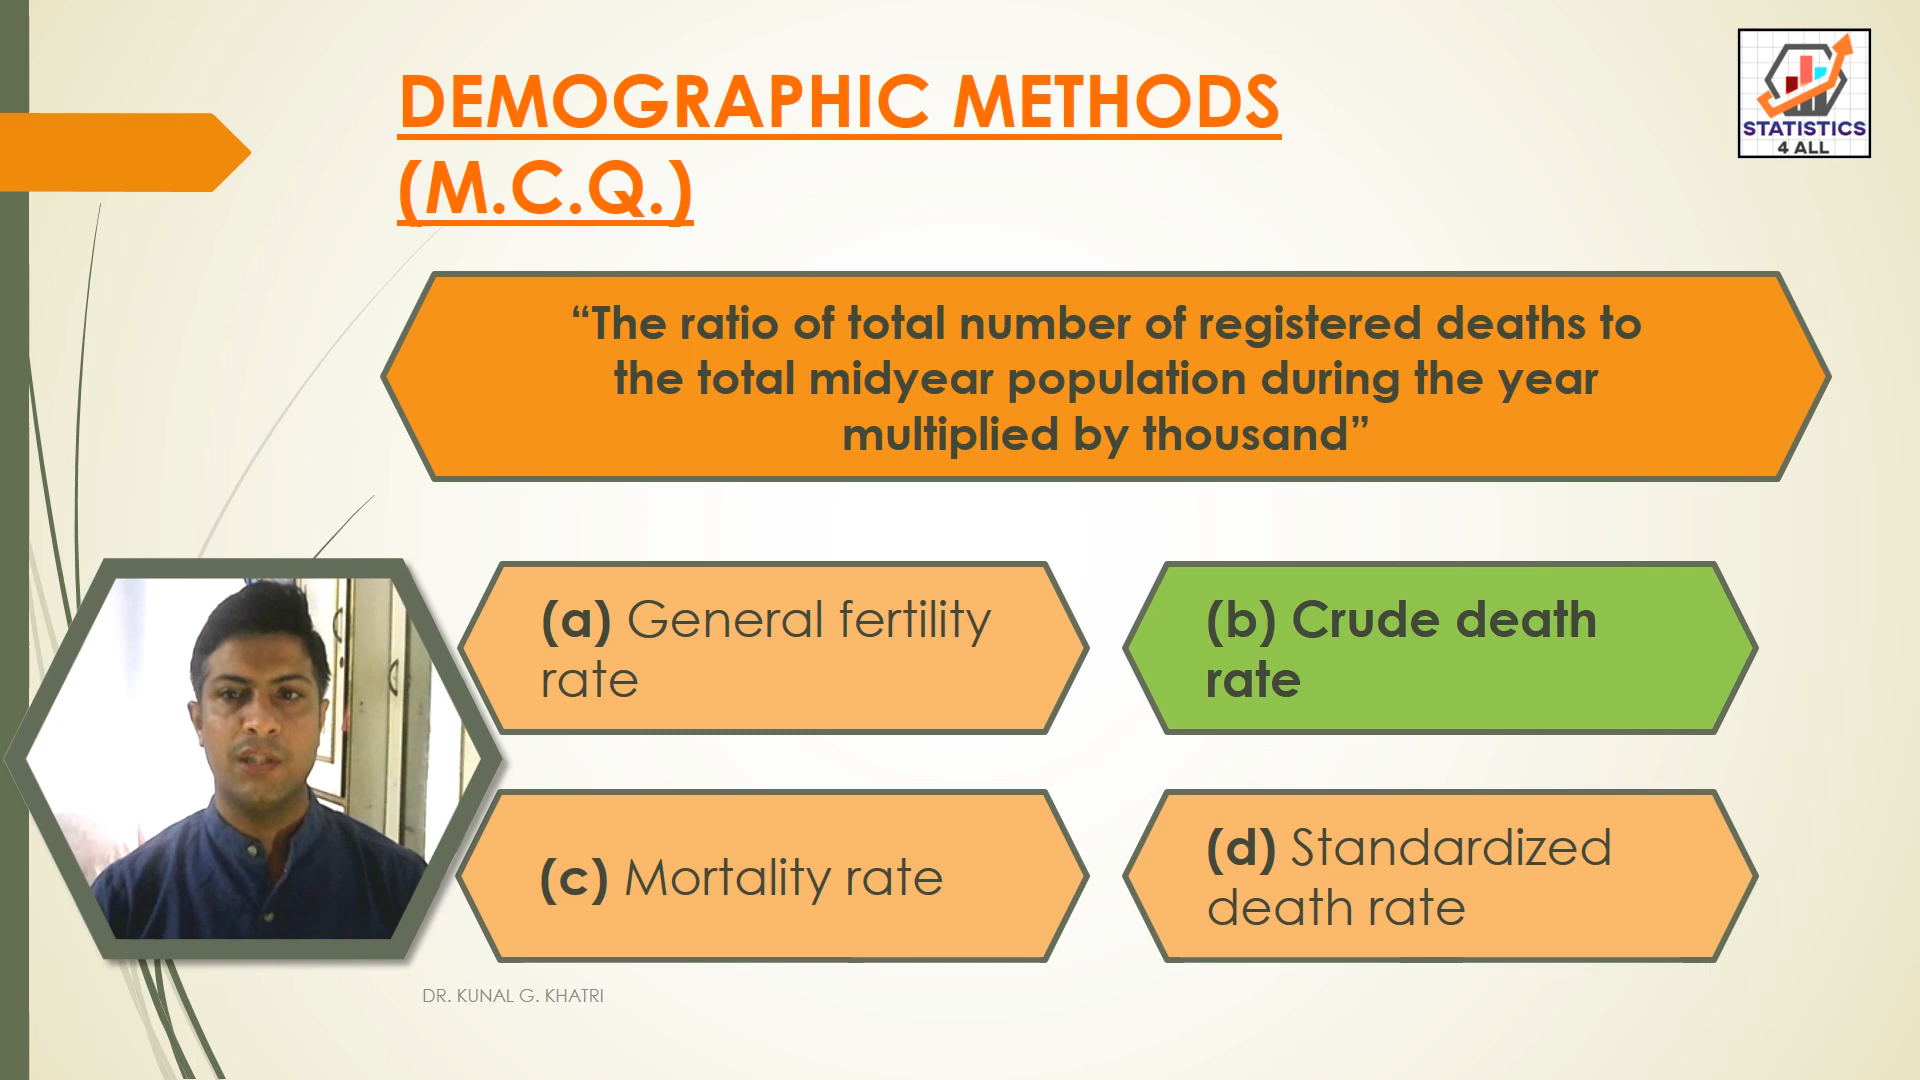 DEMOGRAPHIC METHODS
(M.C.Q.)
STATISTICS
4 ALL
“The ratio of total number of registered deaths to
the total midyear population during the year
multiplied by thousand”
(a) General fertility
rate
(b) Crude death
rate
(c) Mortality rate
(d) Standardized
death rate
DR. KUNAL G. KHATRI